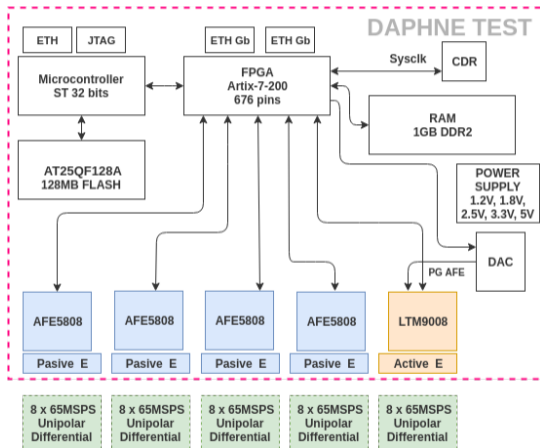 DAPHNE TEST
ETH
JTAG
ETH Gb
ETH Gb
Microcontroller
ST 32 bits
FPGA
Artix-7-200
676 pins
Sysclk
CDR
RAM
1GB DDR2
AT25QF128A
128MB FLASH
POWER
SUPPLY
1.2V, 1.8V,
2.5V, 3.3V, 5V
DAC
PG AFE
AFE5808
AFE5808
AFE5808
AFE5808
LTM9008
Pasive E
Pasive E
Pasive E
Pasive E
Active E
8 x 65MSPS
Unipolar
Differential
8 x 65MSPS
Unipolar
Differential
8 x 65MSPS
Unipolar
Differential
8 x 65MSPS
Unipolar
Differential
8 x 65MSPS
Unipolar
Differential